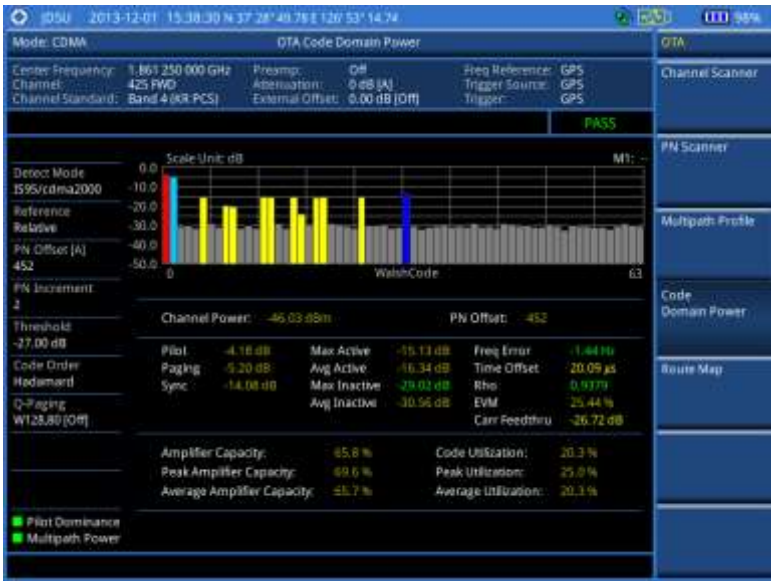 JDSU 2013-12-01 15:38:30 N 37° 28' 49.78 E 126° 53' 14.74 98%
Mode: CDMA OTA Code Domain Power OTA
Center Frequency: 1.861 250 000 GHz Preamp: Off Freq Reference: GPS
Channel: 425 FWD Attenuation: 0 dB [A] Trigger Source: GPS
Channel Standard: Band 4 (KR PCS) External Offset: 0.00 dB [Off] Trigger: GPS
Channel Scanner
PASS
PN Scanner
Scale Unit: dB M1: --
Detect Mode
IS95/cdma2000
Reference
Relative
PN Offset [A]
452
PN Increment
2
Threshold
-27.00 dB
Code Order
Hadamard
Q-Paging
W128,80 [Off]
0.0
-10.0
-20.0
-30.0
-40.0
-50.0
0 WalshCode 63
Multipath Profile
Code
Domain Power
Route Map
Channel Power: -46.03 dBm PN Offset: 452
Pilot -4.18 dB Max Active -15.13 dB Freq Error -1.44 Hz
Paging -5.20 dB Avg Active -16.34 dB Time Offset 20.09 µs
Sync -14.08 dB Max Inactive -29.02 dB Rho 0.9379
Avg Inactive -30.56 dB EVM 25.44 %
Carr Feedthru -26.72 dB
Amplifier Capacity: 65.8 % Code Utilization: 20.3 %
Peak Amplifier Capacity: 69.6 % Peak Utilization: 25.0 %
Average Amplifier Capacity: 65.7 % Average Utilization: 20.3 %
Pilot Dominance
Multipath Power